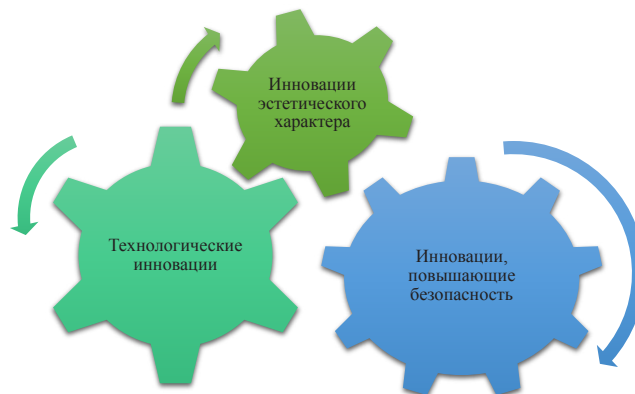 Инновации
эстетического
характера
Технологические
инновации
Инновации,
повышающие
безопасность